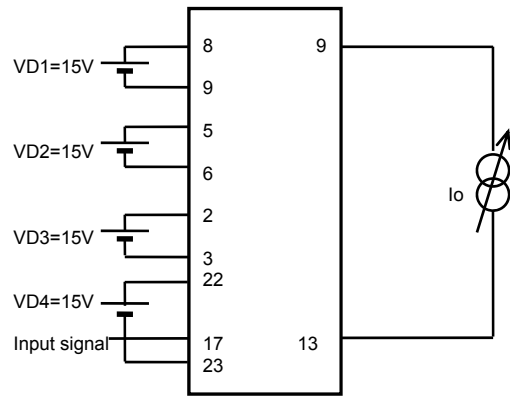 8 9
VD1=15V
9
5
VD2=15V
6
2
VD3=15V
3
22
VD4=15V
Input signal 17 13
23
Io